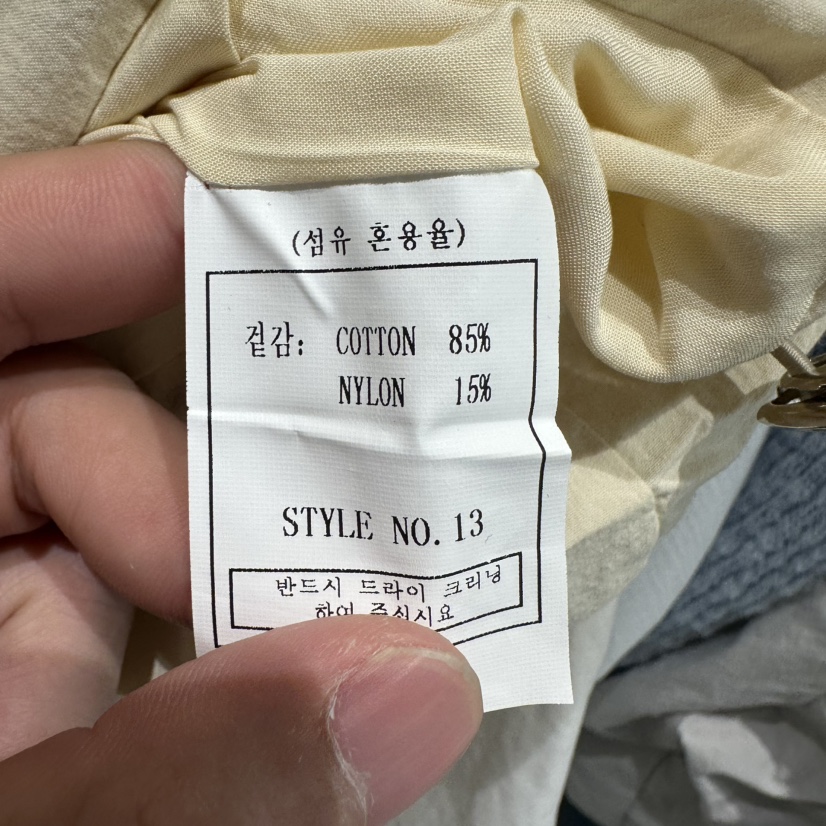 (섬유 혼용율)
겉감: COTTON 85%
NYLON 15%
STYLE NO. 13
반드시 드라이 크리닝
하여 주십시요